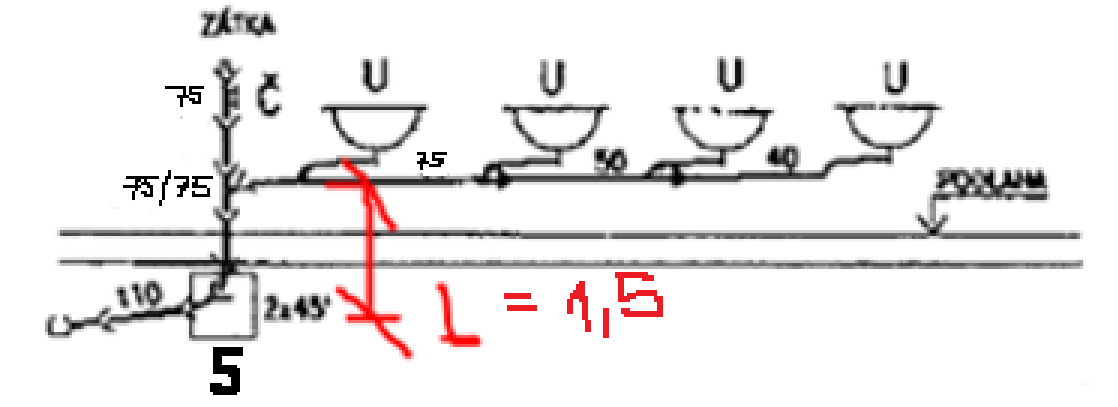 ZÁTKA
75 Č U U U U
75 50 40
75/75
PODLAHA
110 2x45°
L = 1,5
5